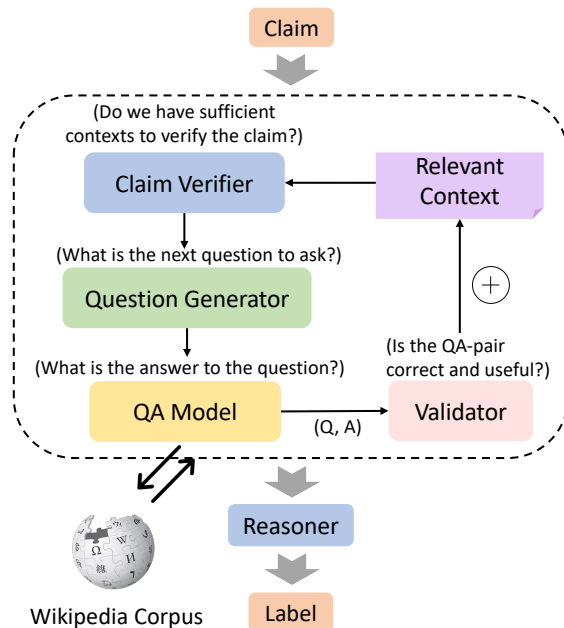 Claim
(Do we have sufficient
contexts to verify the claim?)
Claim Verifier
Relevant
Context
(What is the next question to ask?)
Question Generator
+
(What is the answer to the question?)
(Is the QA-pair
correct and useful?)
QA Model
(Q, A)
Validator
Reasoner
Wikipedia Corpus
Label